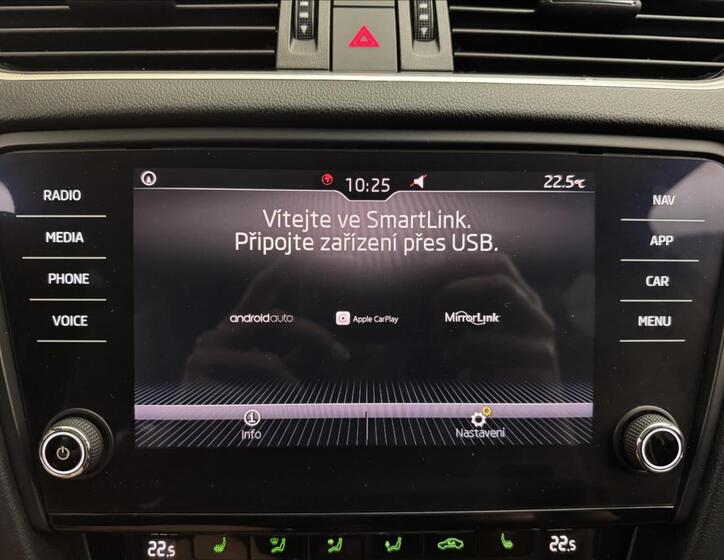 10:25
22.5°C
Vítejte ve SmartLink.
Připojte zařízení přes USB.
androidauto
Apple CarPlay
MirrorLink
Info
Nastavení
RADIO
MEDIA
PHONE
VOICE
NAV
APP
CAR
MENU
22.5
22.5